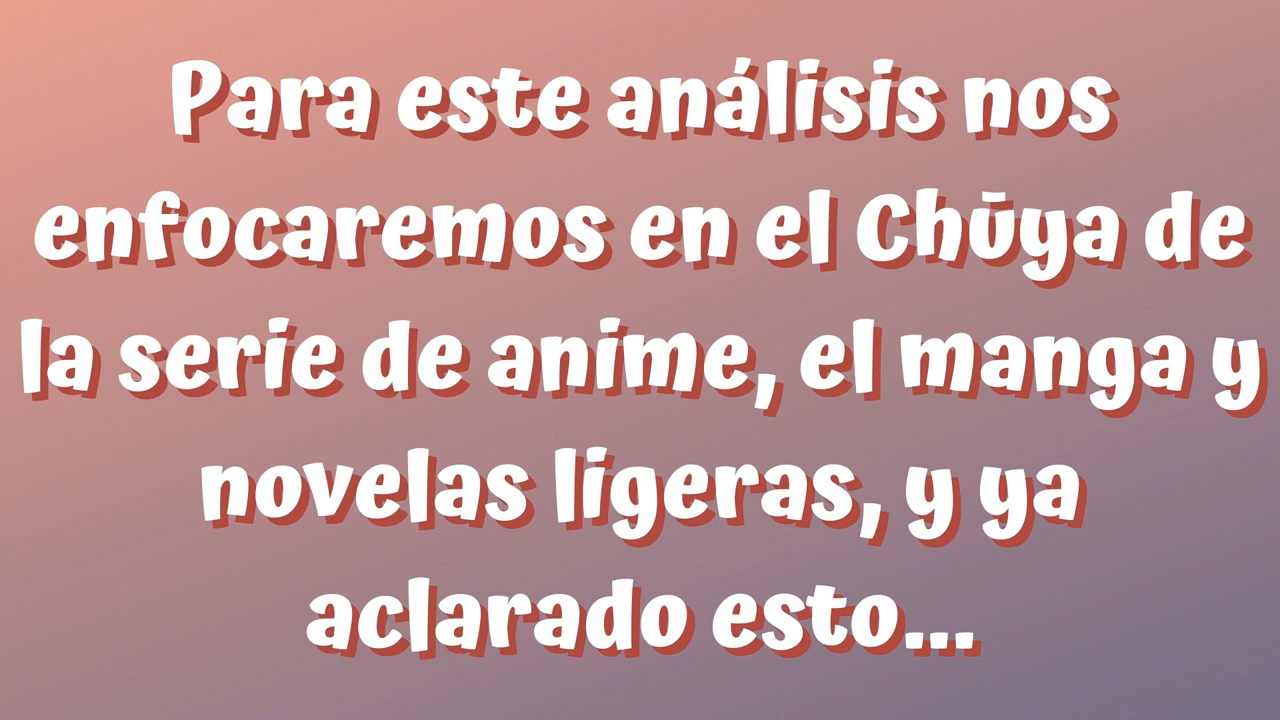 Para este análisis nos
enfocaremos en el Chūya de
la serie de anime, el manga y
novelas ligeras, y ya
aclarado esto...